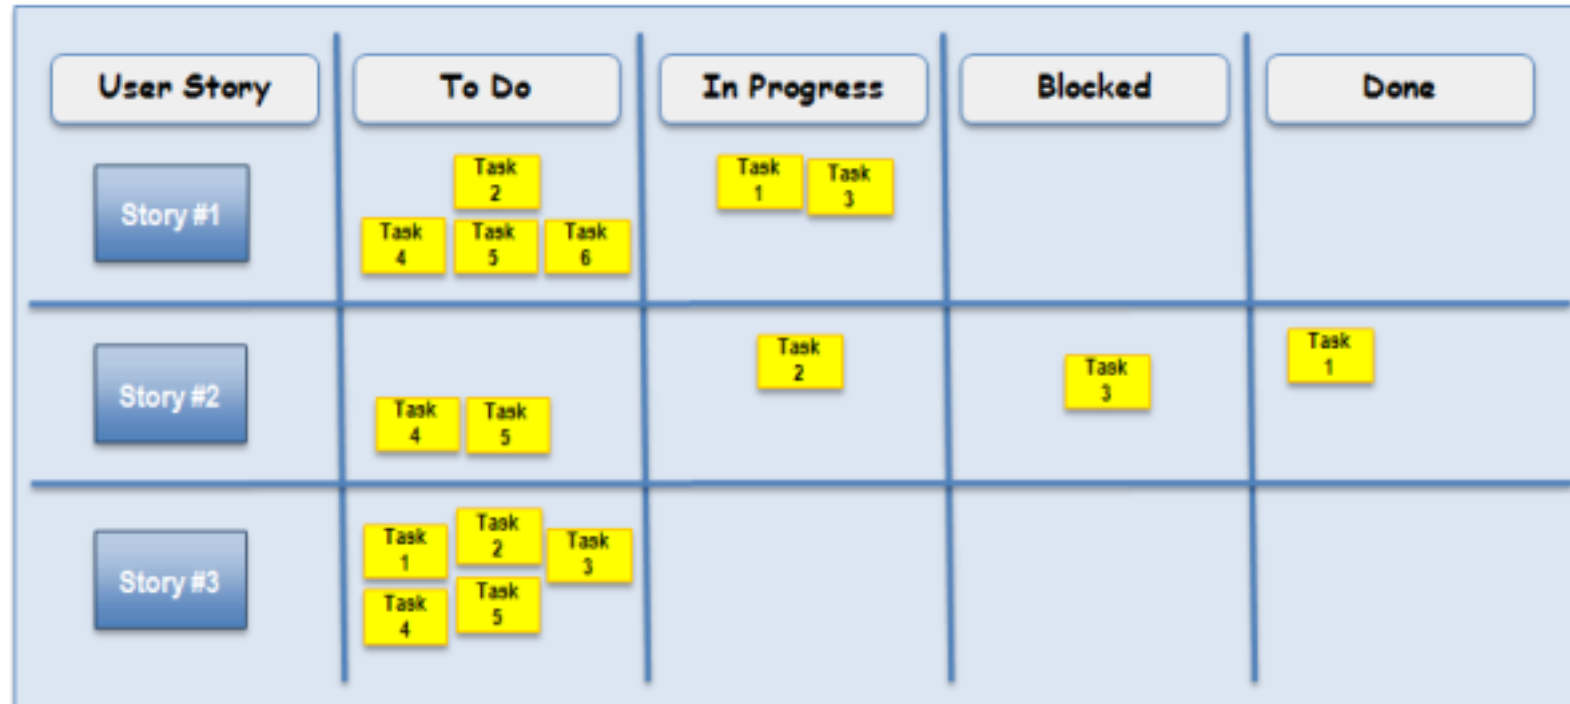 User Story
To Do
In Progress
Blocked
Done
Story #1
Task
2
Task
4
Task
5
Task
6
Task
1
Task
3
Story #2
Task
4
Task
5
Task
2
Task
3
Task
1
Story #3
Task
1
Task
2
Task
3
Task
4
Task
5